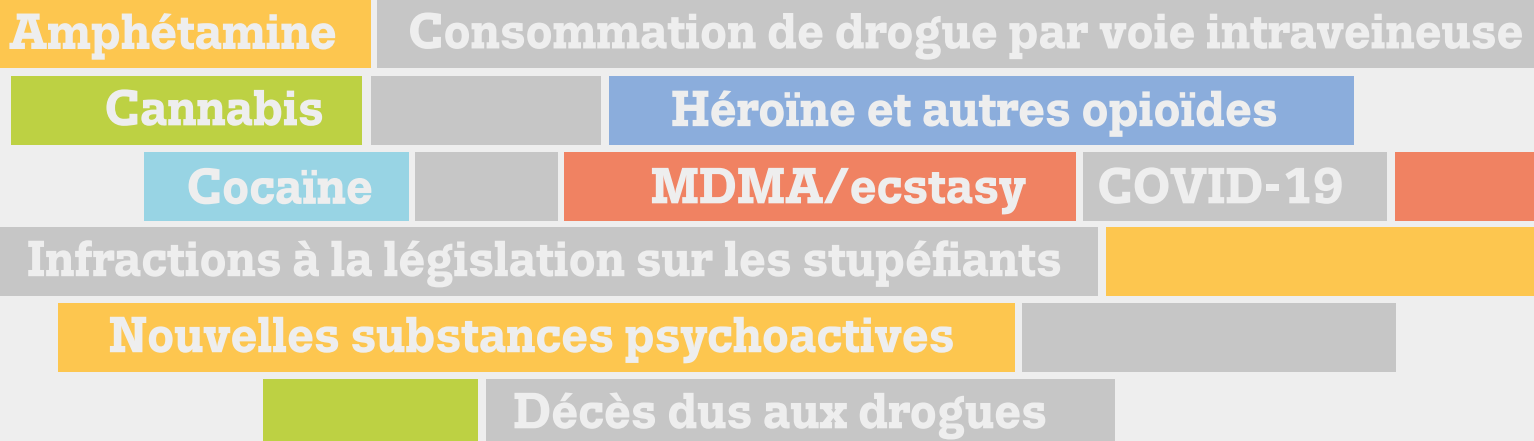 Amphétamine Consommation de drogue par voie intraveineuse
Cannabis Héroïne et autres opioïdes
Cocaïne MDMA/ecstasy COVID-19
Infractions à la législation sur les stupéfiants
Nouvelles substances psychoactives
Décès dus aux drogues